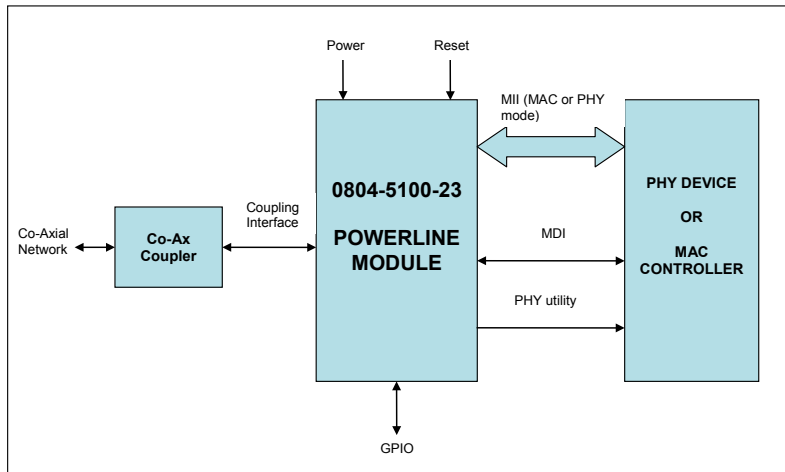 Power
Reset
MII (MAC or PHY
mode)
0804-5100-23
POWERLINE
MODULE
PHY DEVICE
OR
MAC
CONTROLLER
Coupling
Interface
Co-Axial
Network
Co-Ax
Coupler
MDI
PHY utility
GPIO